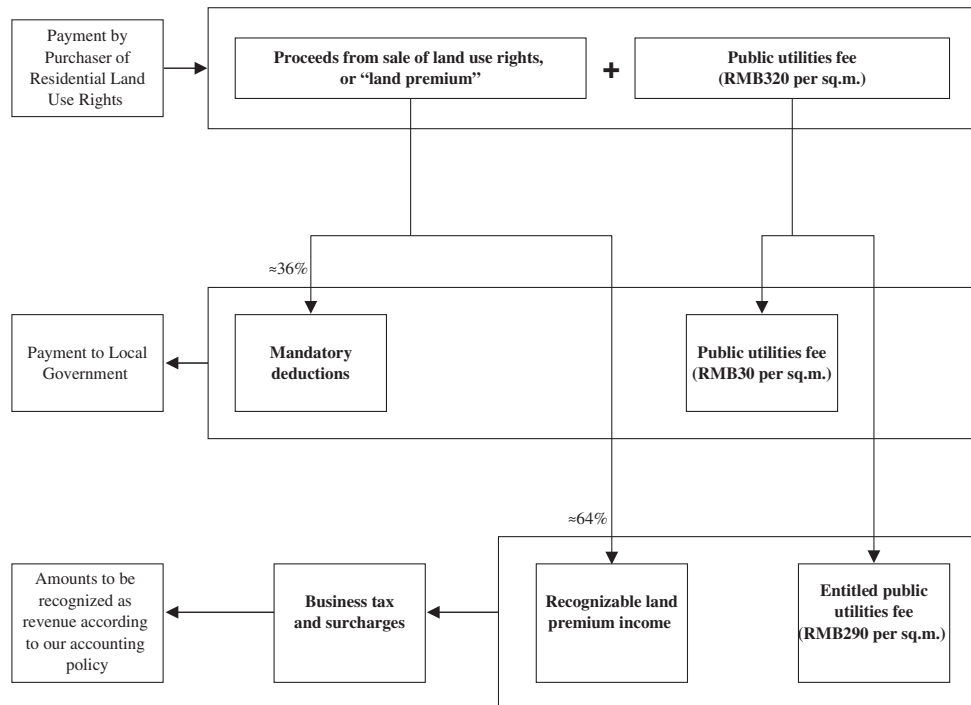 Payment by
Purchaser of
Residential Land
Use Rights
Proceeds from sale of land use rights,
or “land premium”
+
Public utilities fee
(RMB320 per sq.m.)
≈36%
Payment to Local
Government
Mandatory
deductions
Public utilities fee
(RMB30 per sq.m.)
≈64%
Amounts to be
recognized as
revenue according
to our accounting
policy
Business tax
and surcharges
Recognizable land
premium income
Entitled public
utilities fee
(RMB290 per sq.m.)